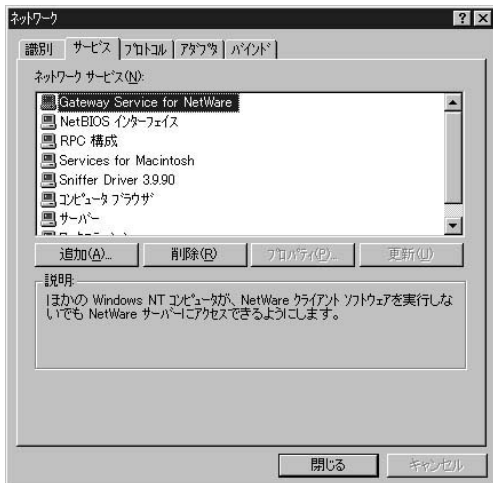 ネットワーク
識別 サービス プロトコル アダプタ バインド
ネットワーク サービス(N):
Gateway Service for NetWare
NetBIOS インターフェイス
RPC 構成
Services for Macintosh
Sniffer Driver 3.9.90
コンピュータ ブラウザ
サーバー
追加(A)... 削除(R) プロパティ(P)... 更新(U)
説明:
ほかの Windows NT コンピュータが、NetWare クライアント ソフトウェアを実行しな
いでも NetWare サーバーにアクセスできるようにします。
閉じる キャンセル